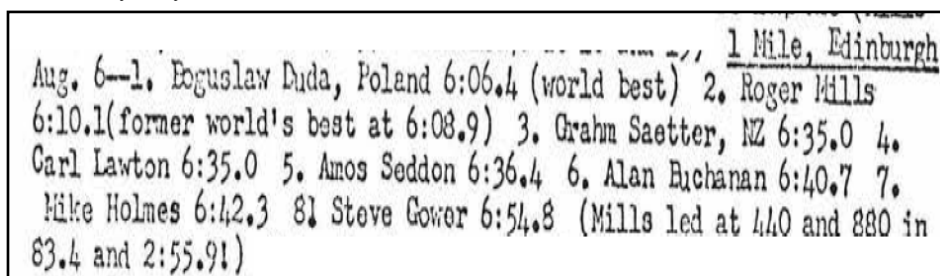 1 Mile, Edinburgh
Aug. 6--1. Boguslaw Duda, Poland 6:06.4 (world best) 2. Roger Mills
6:10.1(former world's best at 6:08.9) 3. Grahm Saetter, NZ 6:35.0 4.
Carl Lawton 6:35.0 5. Amos Seddon 6:36.4 6. Alan Buchanan 6:40.7 7.
Mike Holmes 6:42.3 8! Steve Gower 6:54.8 (Mills led at 440 and 880 in
83.4 and 2:55.9!)